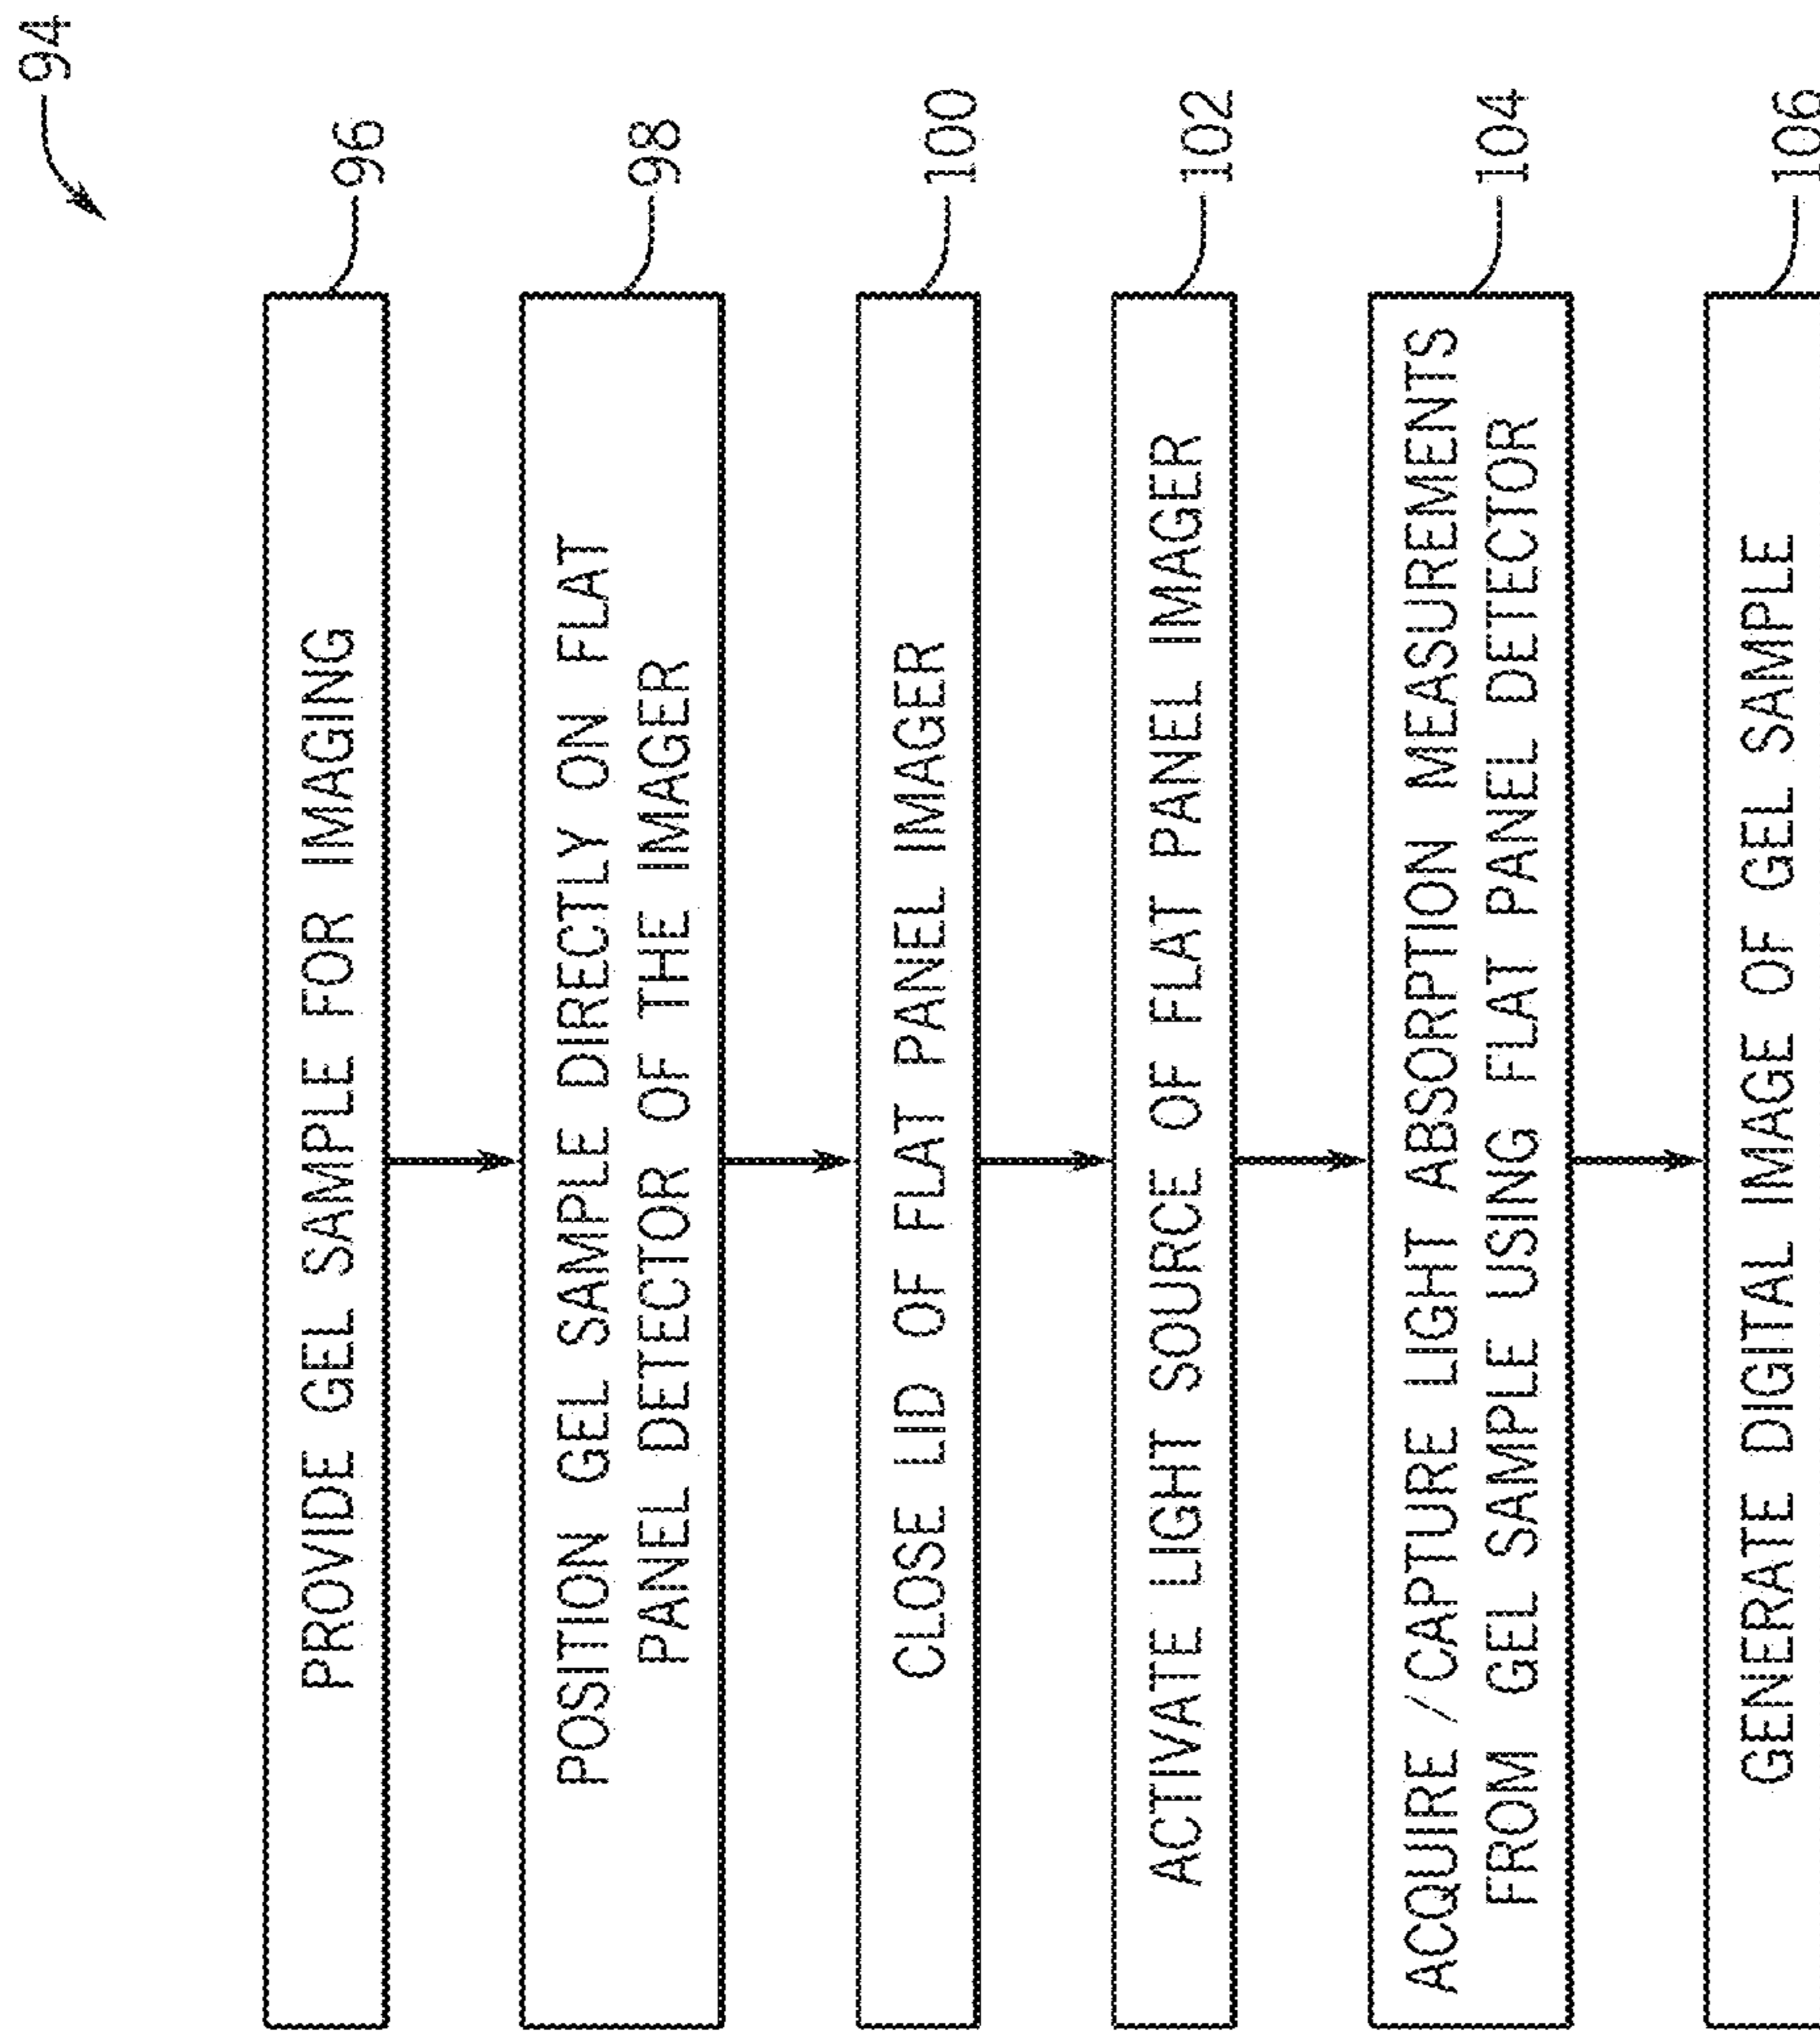 94
PROVIDE GEL SAMPLE FOR IMAGING
96
POSITION GEL SAMPLE DIRECTLY ON FLAT
PANEL DETECTOR OF THE IMAGER
98
CLOSE LID OF FLAT PANEL IMAGER
100
ACTIVATE LIGHT SOURCE OF FLAT PANEL IMAGER
102
ACQUIRE/CAPTURE LIGHT ABSORPTION MEASUREMENTS
FROM GEL SAMPLE USING FLAT PANEL DETECTOR
104
GENERATE DIGITAL IMAGE OF GEL SAMPLE
106